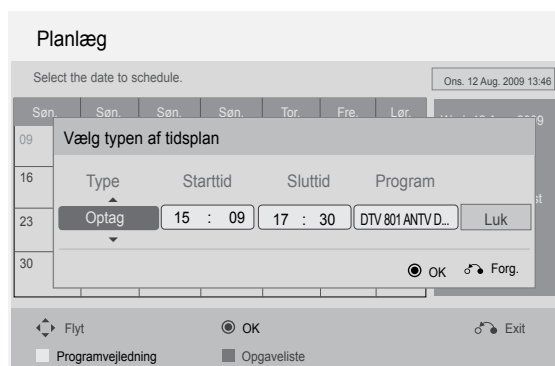 Planlæg
Select the date to schedule.
Ons. 12 Aug. 2009 13:46
Søn. Søn. Søn. Søn. Tor. Fre. Lør.
09
Vælg typen af tidsplan
16
Type Starttid Sluttid Program
23
Optag 15 : 09 17 : 30 DTV 801 ANTV D... Luk
30
OK Forg.
Flyt OK Exit
Programvejledning Opgaveliste